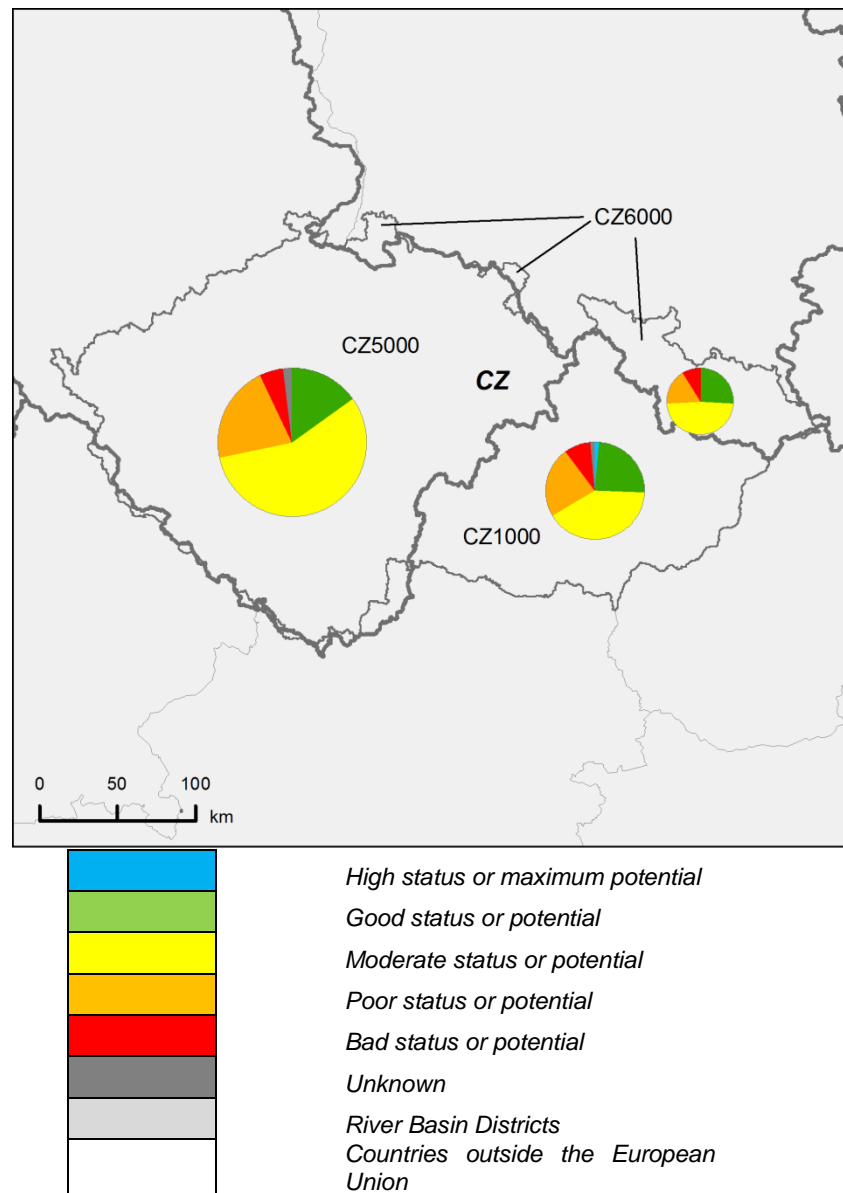 CZ6000
CZ5000
CZ
CZ1000
0 50 100
km
High status or maximum potential
Good status or potential
Moderate status or potential
Poor status or potential
Bad status or potential
Unknown
River Basin Districts
Countries outside the European
Union